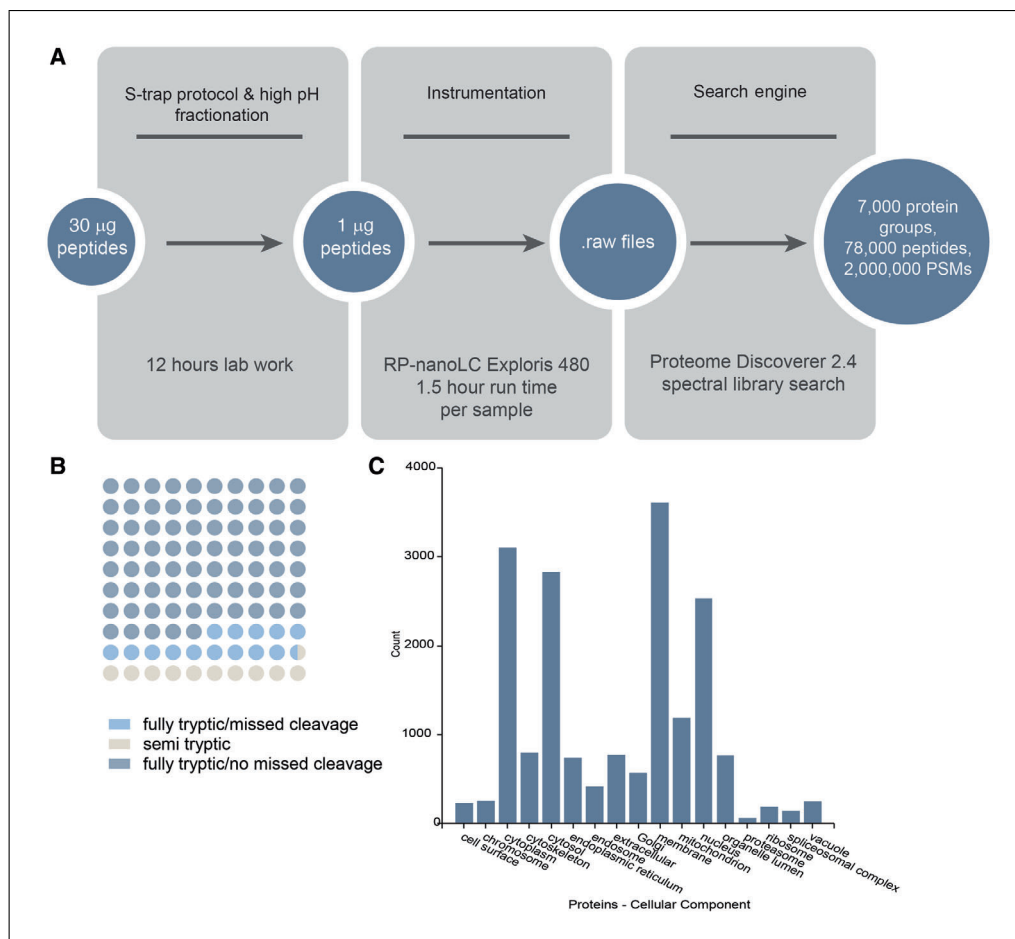 A
S-trap protocol & high pH
fractionation
Instrumentation
Search engine
30 μg
peptides
1 μg
peptides
.raw files
7,000 protein
groups,
78,000 peptides,
2,000,000 PSMs
12 hours lab work
RP-nanoLC Exploris 480
1.5 hour run time
per sample
Proteome Discoverer 2.4
spectral library search
B
fully tryptic/missed cleavage
semi tryptic
fully tryptic/no missed cleavage
C
4000
3000
2000
1000
0
Count
cell surface
chromosome
cytoplasm
cytoskeleton
cytosol
endoplasmic reticulum
endosome
extracellular
Golgi
membrane
mitochondrion
nucleus
organelle lumen
proteasome
ribosome
spliceosomal complex
vacuole
Proteins - Cellular Component